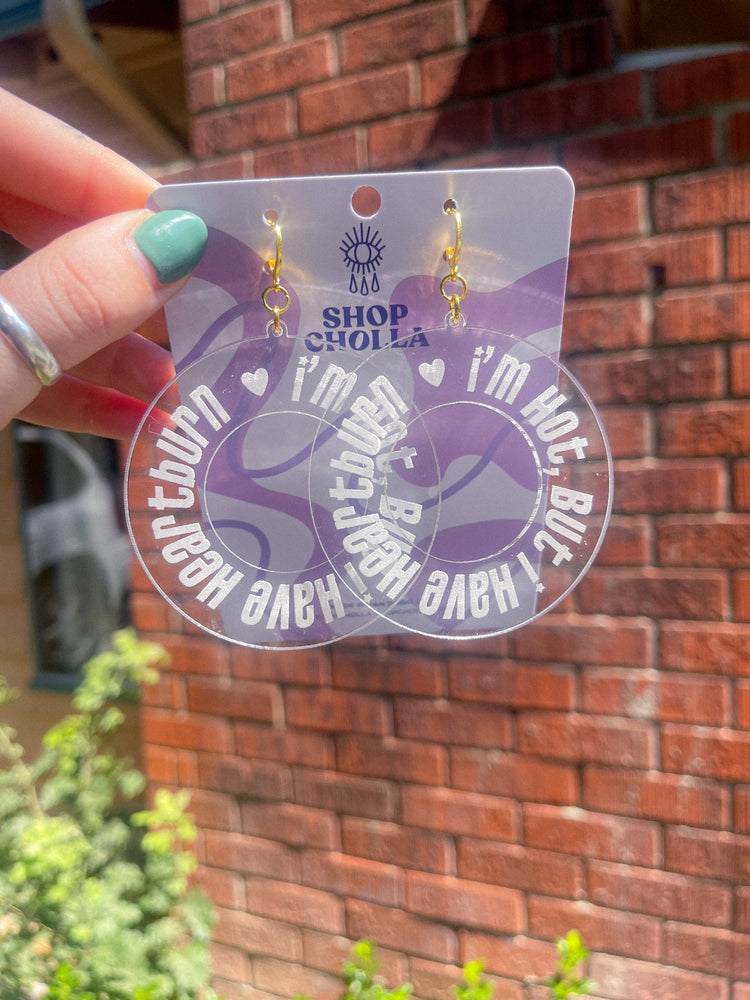 SHOP
CHOLLA
i'm Hot, But i Have Heartburn
i'm Hot, But i Have Heartburn